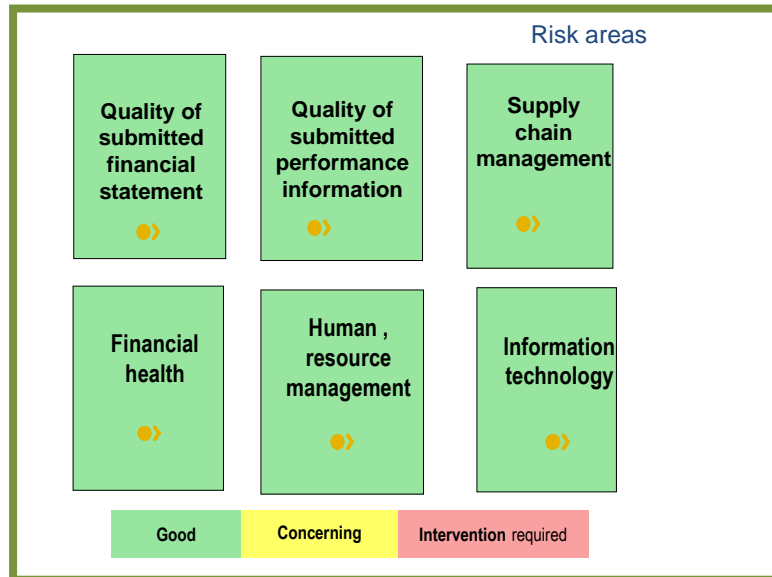 Risk areas
Quality of
submitted
financial
statement
Quality of
submitted
performance
information
Supply
chain
management
Financial
health
Human ,
resource
management
Information
technology
Good
Concerning
Intervention required